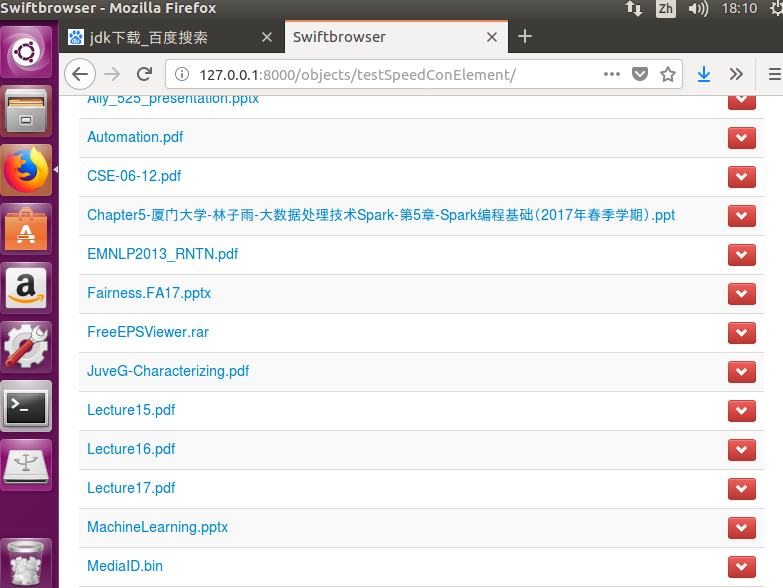 Swiftbrowser - Mozilla Firefox
Zh
18:10
jdk下载_百度搜索
Swiftbrowser
127.0.0.1:8000/objects/testSpeedConElement/
Ally_525_presentation.pptx
Automation.pdf
CSE-06-12.pdf
Chapter5-厦门大学-林子雨-大数据处理技术Spark-第5章-Spark编程基础（2017年春季学期）.ppt
EMNLP2013_RNTN.pdf
Fairness.FA17.pptx
FreeEPSViewer.rar
JuveG-Characterizing.pdf
Lecture15.pdf
Lecture16.pdf
Lecture17.pdf
MachineLearning.pptx
MediaID.bin